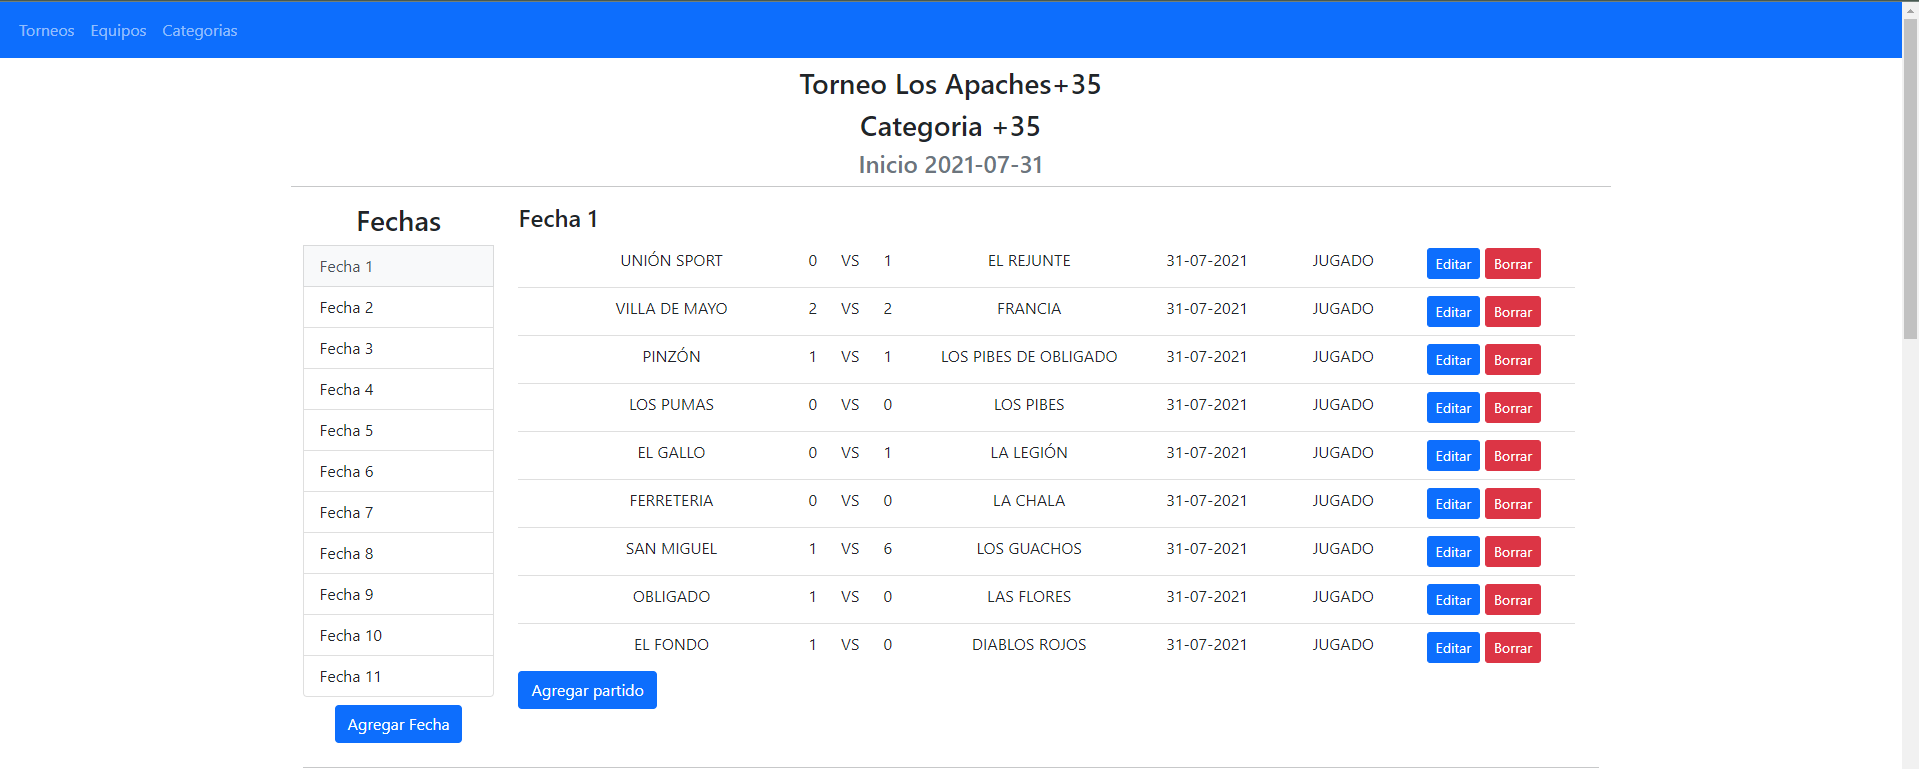 Torneos Equipos Categorias
Torneo Los Apaches+35
Categoria +35
Inicio 2021-07-31
Fechas
Fecha 1
Fecha 2
Fecha 3
Fecha 4
Fecha 5
Fecha 6
Fecha 7
Fecha 8
Fecha 9
Fecha 10
Fecha 11
Agregar Fecha
Fecha 1
UNIÓN SPORT 0 VS 1 EL REJUNTE 31-07-2021 JUGADO Editar Borrar
VILLA DE MAYO 2 VS 2 FRANCIA 31-07-2021 JUGADO Editar Borrar
PINZÓN 1 VS 1 LOS PIBES DE OBLIGADO 31-07-2021 JUGADO Editar Borrar
LOS PUMAS 0 VS 0 LOS PIBES 31-07-2021 JUGADO Editar Borrar
EL GALLO 0 VS 1 LA LEGIÓN 31-07-2021 JUGADO Editar Borrar
FERRETERIA 0 VS 0 LA CHALA 31-07-2021 JUGADO Editar Borrar
SAN MIGUEL 1 VS 6 LOS GUACHOS 31-07-2021 JUGADO Editar Borrar
OBLIGADO 1 VS 0 LAS FLORES 31-07-2021 JUGADO Editar Borrar
EL FONDO 1 VS 0 DIABLOS ROJOS 31-07-2021 JUGADO Editar Borrar
Agregar partido